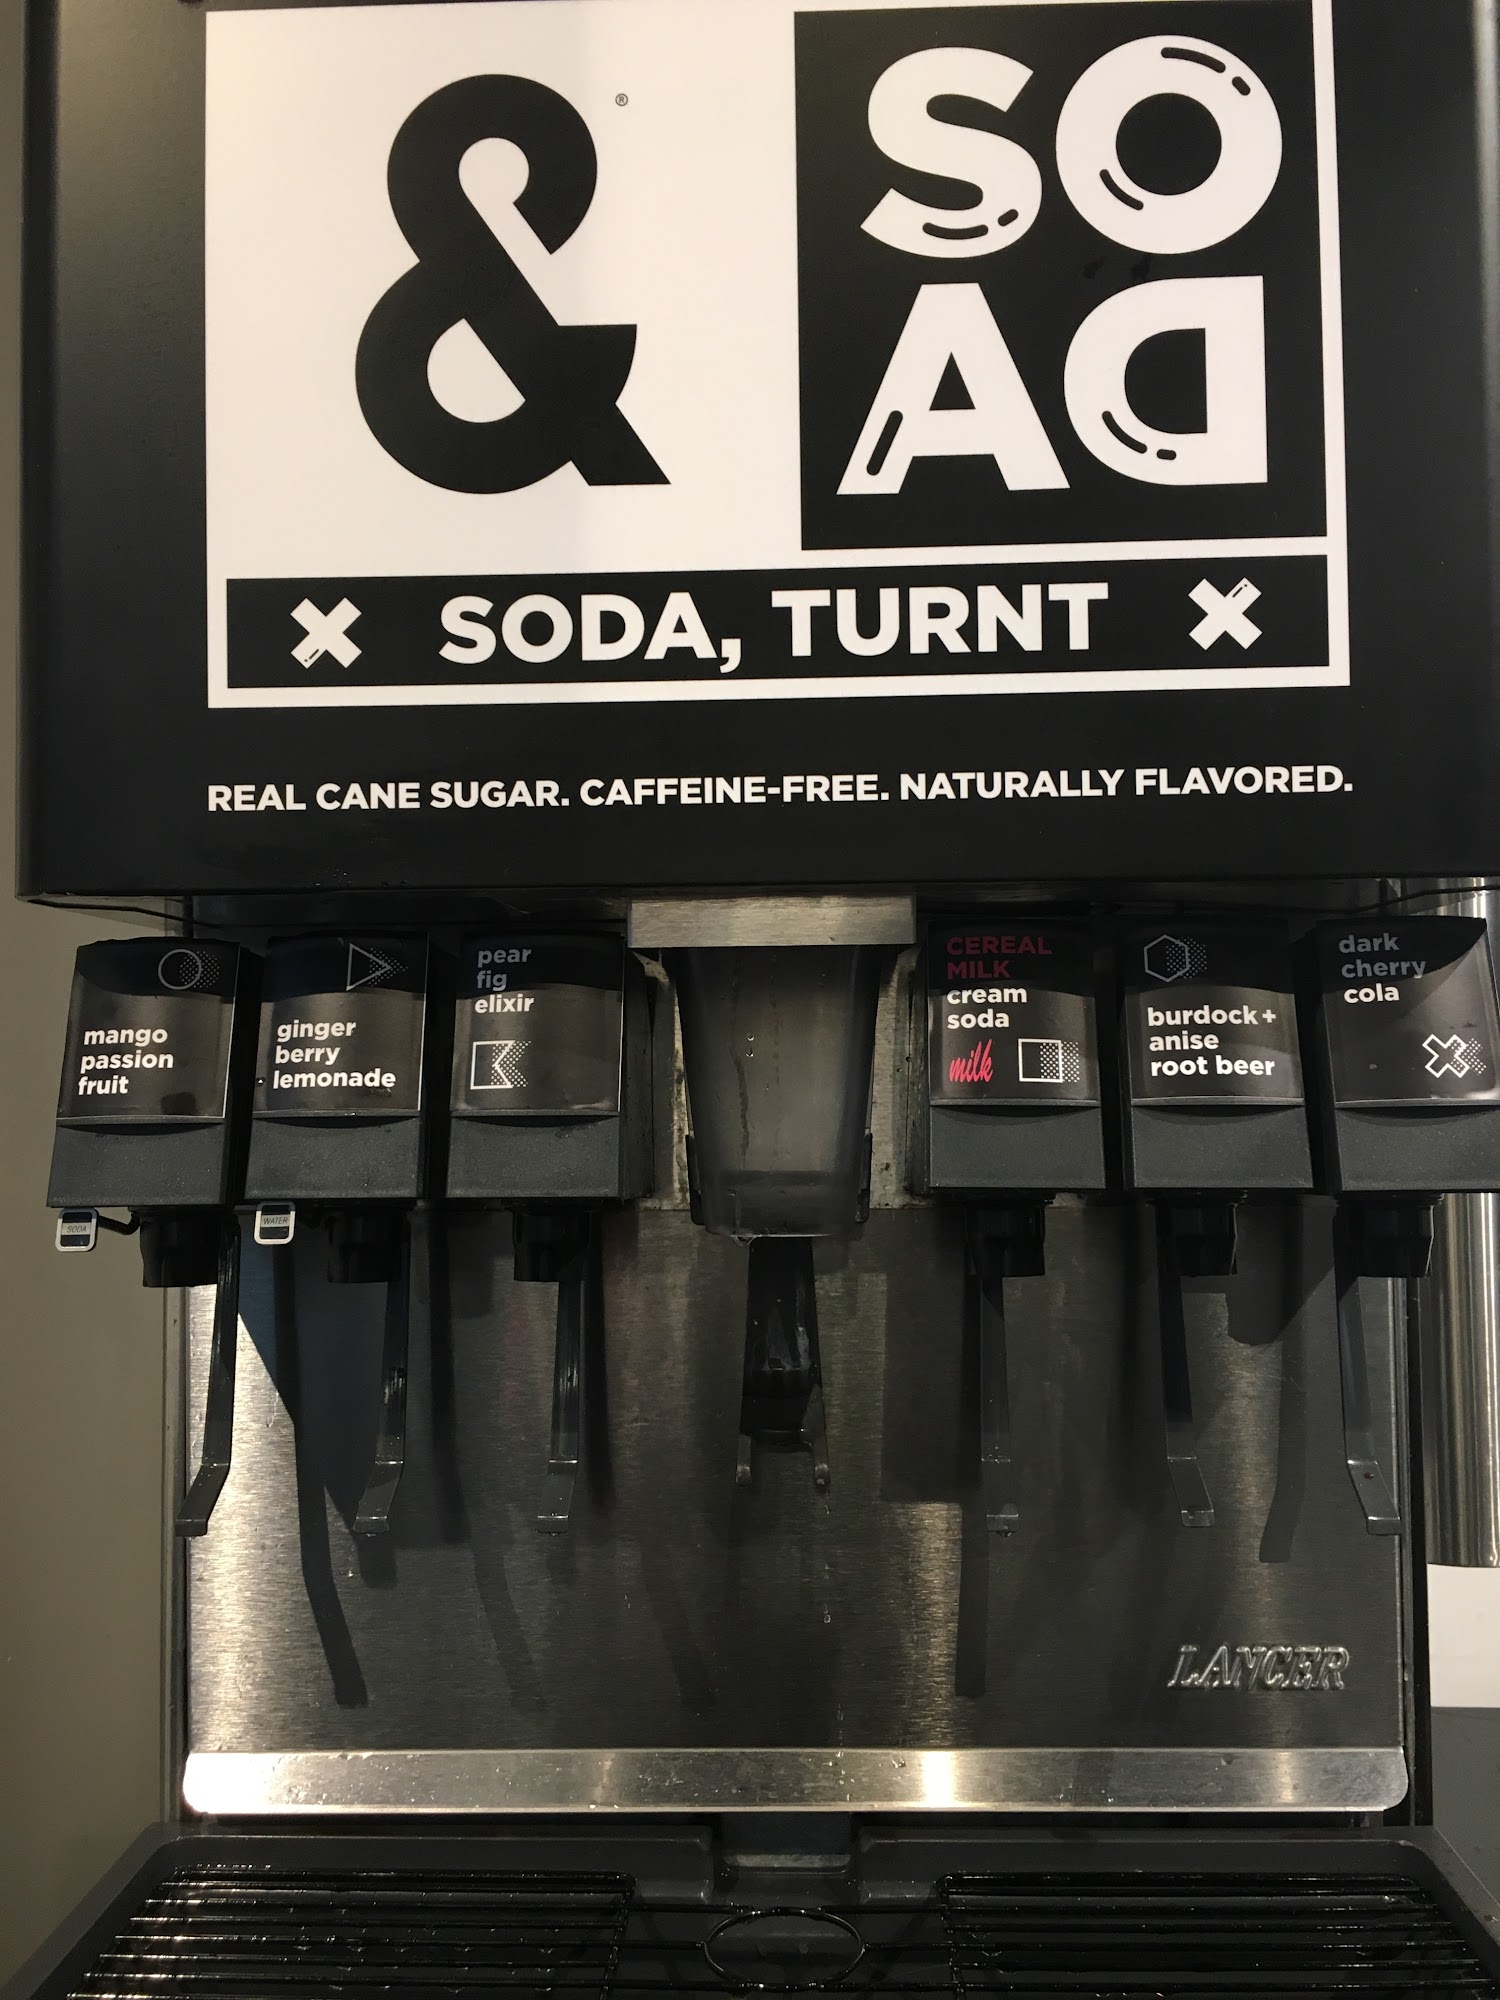 &®
SO
DA
SODA, TURNT
REAL CANE SUGAR. CAFFEINE-FREE. NATURALLY FLAVORED.
mango
passion
fruit
ginger
berry
lemonade
pear
fig
elixir
CEREAL
MILK
cream
soda
milk
burdock+
anise
root beer
dark
cherry
cola
SODA
WATER
LANCER